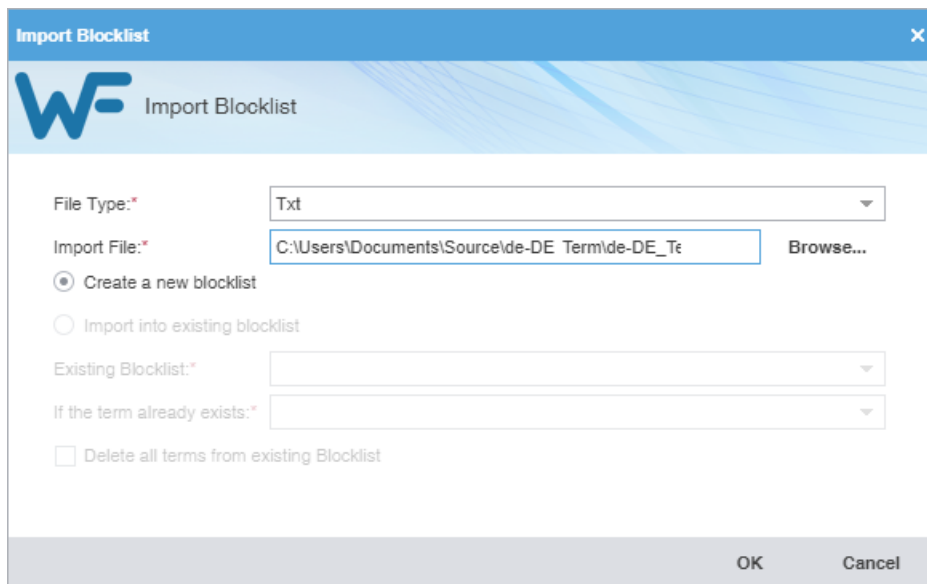 Import Blocklist
WF Import Blocklist
File Type:* Txt
Import File:* C:\Users\Documents\Source\de-DE_Term\de-DE_Te Browse...
Create a new blocklist
Import into existing blocklist
Existing Blocklist:*
If the term already exists:*
Delete all terms from existing Blocklist
OK Cancel